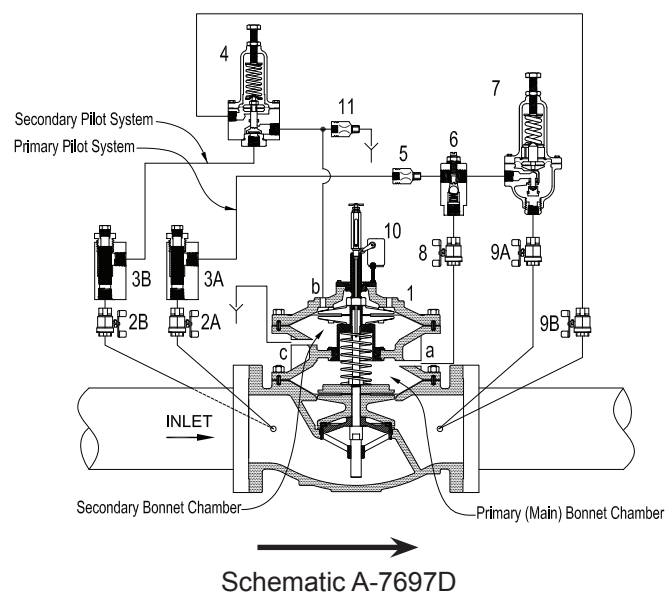 4
11
7
Secondary Pilot System
Primary Pilot System
5
6
10
3B
3A
8
9A
b
1
2B
2A
9B
c
a
INLET
Secondary Bonnet Chamber
Primary (Main) Bonnet Chamber
Schematic A-7697D